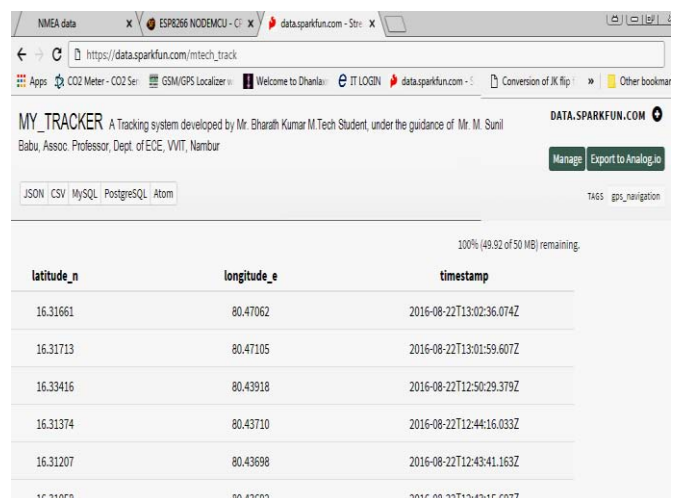 NMEA data
ESP8266 NODEMCU - CP
data.sparkfun.com - Stre
https://data.sparkfun.com/mtech_track
Apps CO2 Meter - CO2 Sen GSM/GPS Localizer Welcome to Dhanla IT LOGIN data.sparkfun.com - Conversion of JK flip » Other bookmar
MY_TRACKER A Tracking system developed by Mr. Bharath Kumar M.Tech Student, under the guidance of Mr. M. Sunil
Babu, Assoc. Professor, Dept. of ECE, VVIT, Nambur
DATA.SPARKFUN.COM
Manage Export to Analog.io
JSON CSV MySQL PostgreSQL Atom
TAGS gps_navigation
100% (49.92 of 50 MB) remaining.
latitude_n longitude_e timestamp
16.31661 80.47062 2016-08-22T13:02:36.074Z
16.31713 80.47105 2016-08-22T13:01:59.607Z
16.33416 80.43918 2016-08-22T12:50:29.379Z
16.31374 80.43710 2016-08-22T12:44:16.033Z
16.31207 80.43698 2016-08-22T12:43:41.163Z